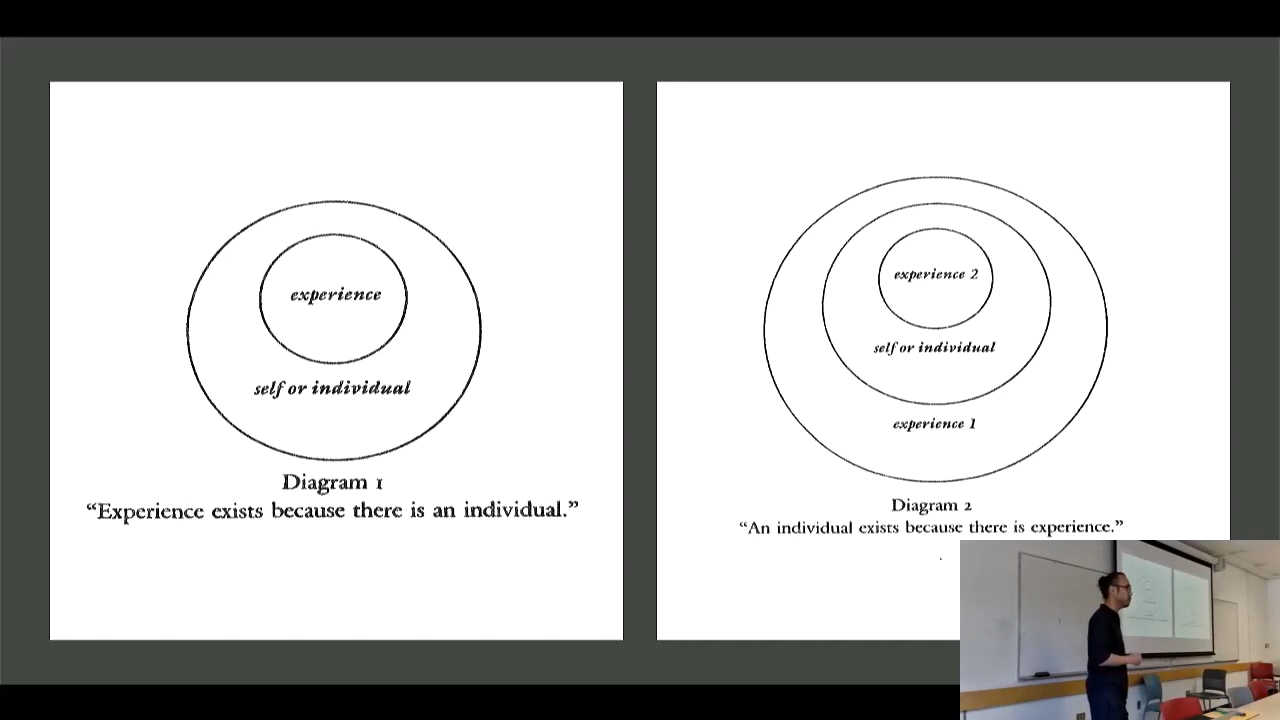 experience
self or individual
Diagram 1
“Experience exists because there is an individual.”
experience 2
self or individual
experience 1
Diagram 2
“An individual exists because there is experience.”